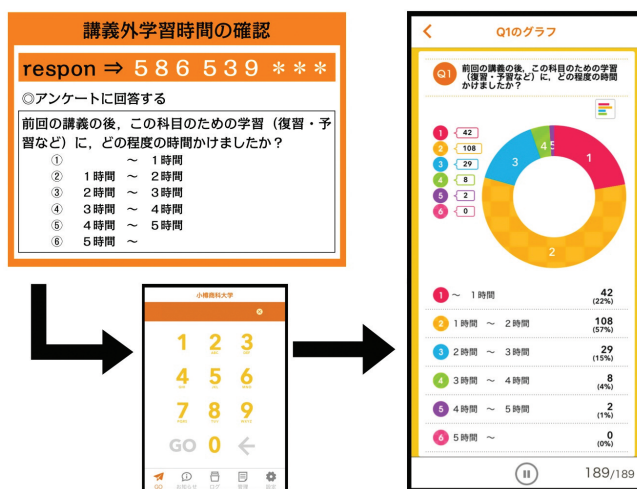 講義外学習時間の確認
respon ⇒ 5 8 6 5 3 9 ＊＊＊
◎アンケートに回答する
前回の講義の後，この科目のための学習（復習・予
習など）に，どの程度の時間かけましたか？
① ～ 1時間
② 1時間 ～ 2時間
③ 2時間 ～ 3時間
④ 3時間 ～ 4時間
⑤ 4時間 ～ 5時間
⑥ 5時間 ～
小樽商科大学
1 2 3
4 5 6
7 8 9
GO 0 ←
GO お知らせ ログ 設定
Q1のグラフ
Q1 前回の講義の後，この科目のための学習
（復習・予習など）に，どの程度の時間
かけましたか？
1 42
2 108
3 29
4 8
5 2
6 0
1
2
3
4
5
1 ～ 1時間 42
(22%)
2 1時間 ～ 2時間 108
(57%)
3 2時間 ～ 3時間 29
(15%)
4 3時間 ～ 4時間 8
(4%)
5 4時間 ～ 5時間 2
(1%)
6 5時間 ～ 0
(0%)
189/189